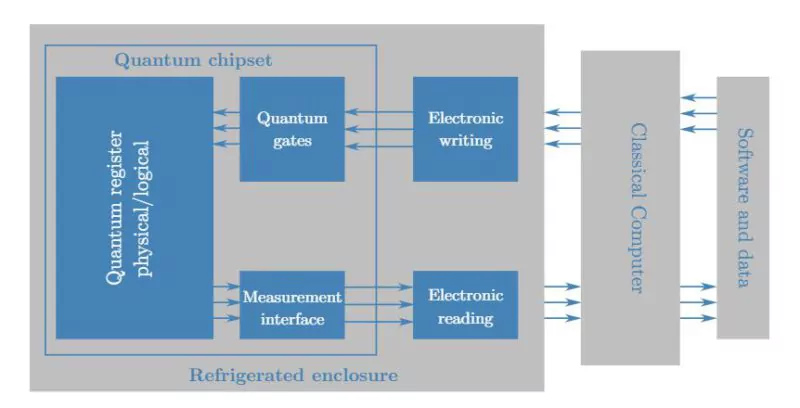 Quantum chipset
Quantum register
physical/logical
Quantum
gates
Electronic
writing
Measurement
interface
Electronic
reading
Refrigerated enclosure
Classical Computer
Software and data